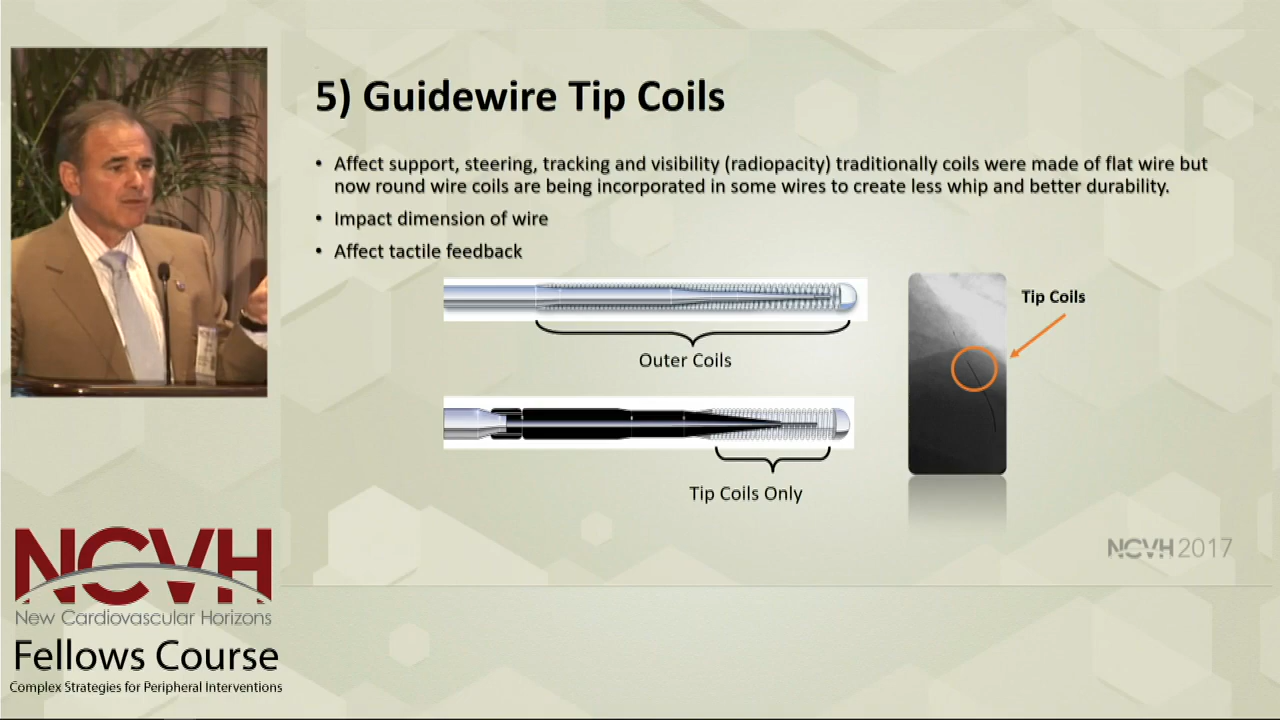 5) Guidewire Tip Coils
• Affect support, steering, tracking and visibility (radiopacity) traditionally coils were made of flat wire but
now round wire coils are being incorporated in some wires to create less whip and better durability.
• Impact dimension of wire
• Affect tactile feedback
Outer Coils
Tip Coils
Tip Coils Only
NCVH 2017
NCVH
New Cardiovascular Horizons
Fellows Course
Complex Strategies for Peripheral Interventions